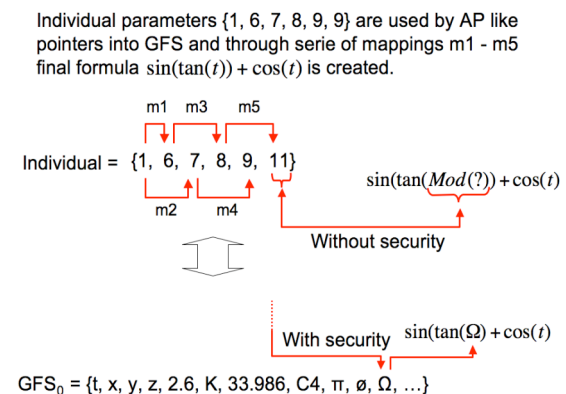 Individual parameters {1, 6, 7, 8, 9, 9} are used by AP like
pointers into GFS and through serie of mappings m1 - m5
final formula sin(tan(t)) + cos(t) is created.
m1 m3 m5
Individual = {1, 6, 7, 8, 9, 11}
sin(tan(Mod(?)) + cos(t)
m2 m4
Without security
With security sin(tan(Ω) + cos(t)
GFS₀ = {t, x, y, z, 2.6, K, 33.986, C4, π, ø, Ω, ...}